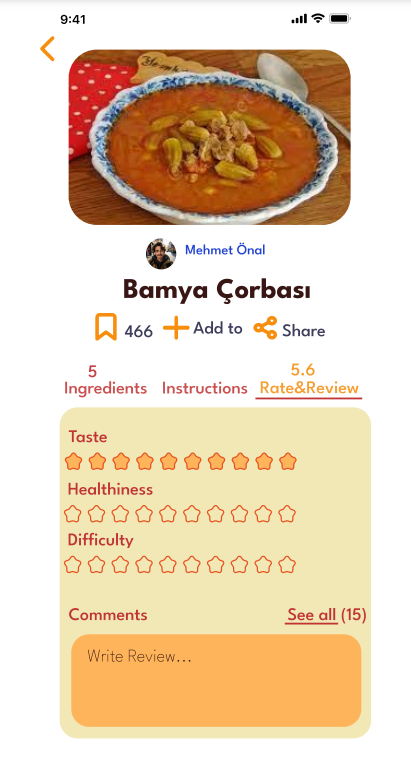 9:41
Mehmet Önal
Bamya Çorbası
466 Add to Share
5 5.6
Ingredients Instructions Rate&Review
Taste
Healthiness
Difficulty
Comments See all (15)
Write Review...